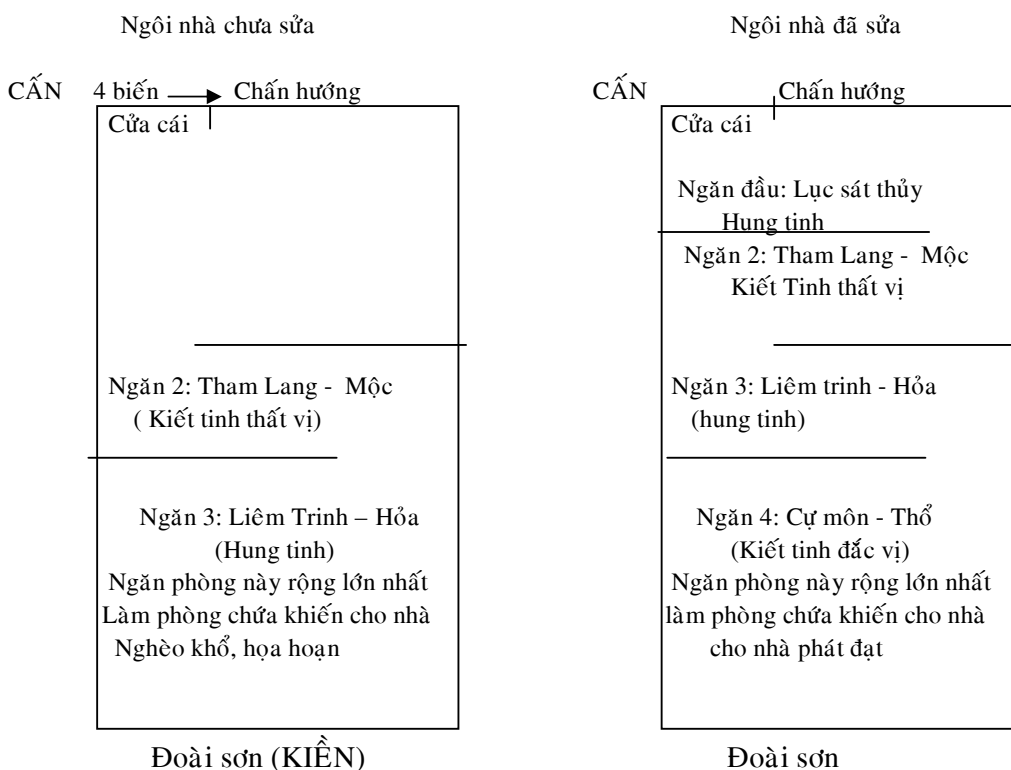 Ngôi nhà chưa sửa
CẤN 4 biến Chấn hướng
Cửa cái
Ngăn 2: Tham Lang - Mộc
( Kiết tinh thất vị)
Ngăn 3: Liêm Trinh – Hỏa
(Hung tinh)
Ngăn phòng này rộng lớn nhất
Làm phòng chứa khiến cho nhà
Nghèo khổ, họa hoạn
Đoài sơn (KIỀN)
Ngôi nhà đã sửa
CẤN Chấn hướng
Cửa cái
Ngăn đầu: Lục sát thủy
Hung tinh
Ngăn 2: Tham Lang - Mộc
Kiết Tinh thất vị
Ngăn 3: Liêm trinh - Hỏa
(hung tinh)
Ngăn 4: Cự môn - Thổ
(Kiết tinh đắc vị)
Ngăn phòng này rộng lớn nhất
làm phòng chứa khiến cho nhà
cho nhà phát đạt
Đoài sơn